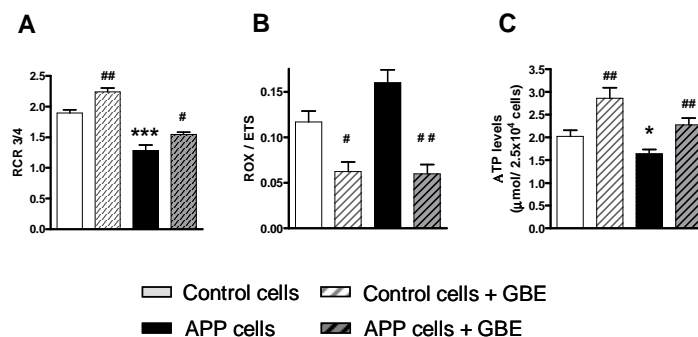 A
B
C
RCR 3/4
2.5
2.0
1.5
1.0
0.5
0.0
##
***
#
ROX / ETS
0.15
0.10
0.05
0.00
#
##
ATP levels
(μmol/ 2.5x10⁴ cells)
3.5
3.0
2.5
2.0
1.5
1.0
0.5
0.0
##
*
##
Control cells
Control cells + GBE
APP cells
APP cells + GBE